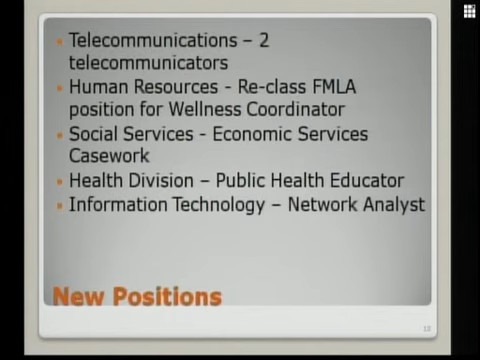 Telecommunications – 2
telecommunicators
Human Resources - Re-class FMLA
position for Wellness Coordinator
Social Services - Economic Services
Casework
Health Division – Public Health Educator
Information Technology – Network Analyst
New Positions